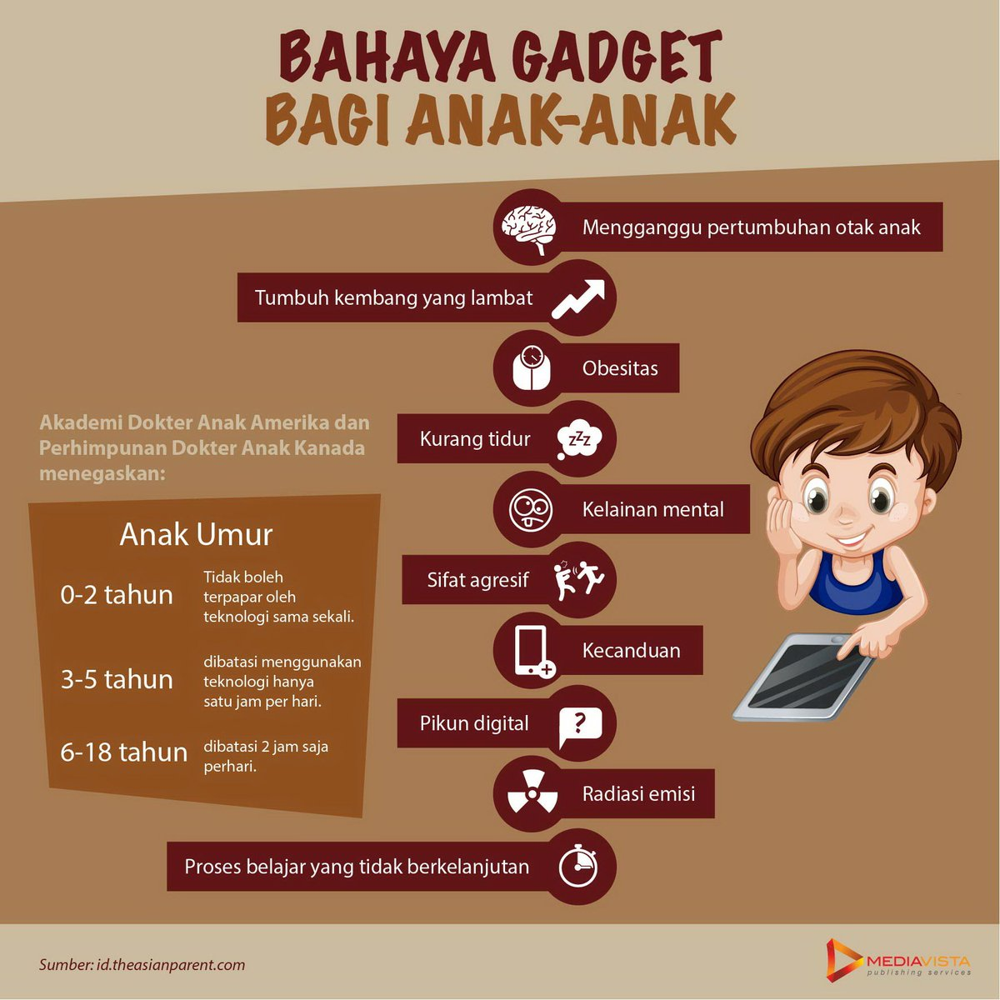 BAHAYA GADGET
BAGI ANAK-ANAK
Mengganggu pertumbuhan otak anak
Tumbuh kembang yang lambat
Obesitas
Kurang tidur
zZZ
Kelainan mental
Sifat agresif
Kecanduan
Pikun digital
?
Radiasi emisi
Proses belajar yang tidak berkelanjutan
Akademi Dokter Anak Amerika dan
Perhimpunan Dokter Anak Kanada
menegaskan:
Anak Umur
0-2 tahun
Tidak boleh
terpapar oleh
teknologi sama sekali.
3-5 tahun
dibatasi menggunakan
teknologi hanya
satu jam per hari.
6-18 tahun
dibatasi 2 jam saja
perhari.
Sumber: id.theasianparent.com
MEDIAVISTA
publishing services